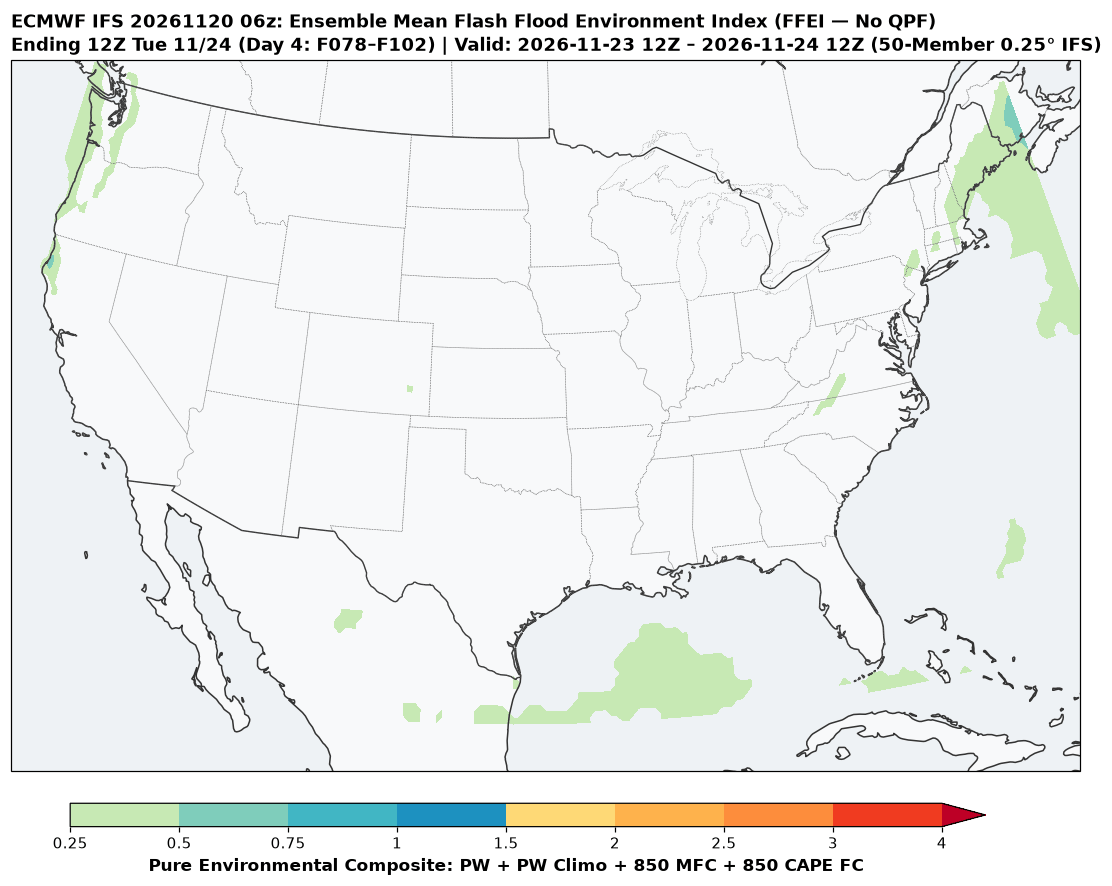 ECMWF IFS 20261120 06z: Ensemble Mean Flash Flood Environment Index (FFEI — No QPF)
Ending 12Z Tue 11/24 (Day 4: F078–F102) | Valid: 2026-11-23 12Z – 2026-11-24 12Z (50-Member 0.25° IFS)
0.25 0.5 0.75 1 1.5 2 2.5 3 4
Pure Environmental Composite: PW + PW Climo + 850 MFC + 850 CAPE FC